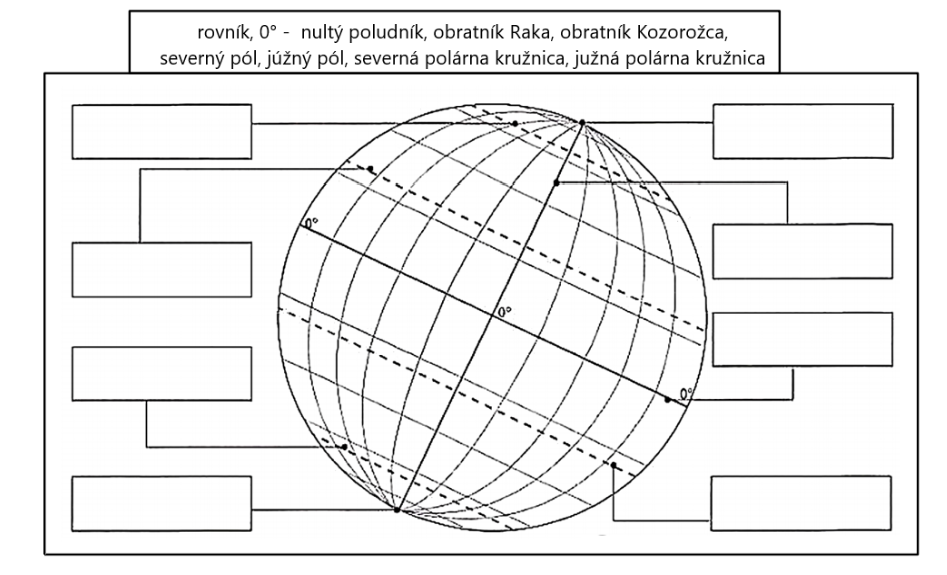 rovník, 0° - nultý poludník, obratník Raka, obratník Kozorožca,
severný pól, júžný pól, severná polárna kružnica, južná polárna kružnica
0°
0°
0°